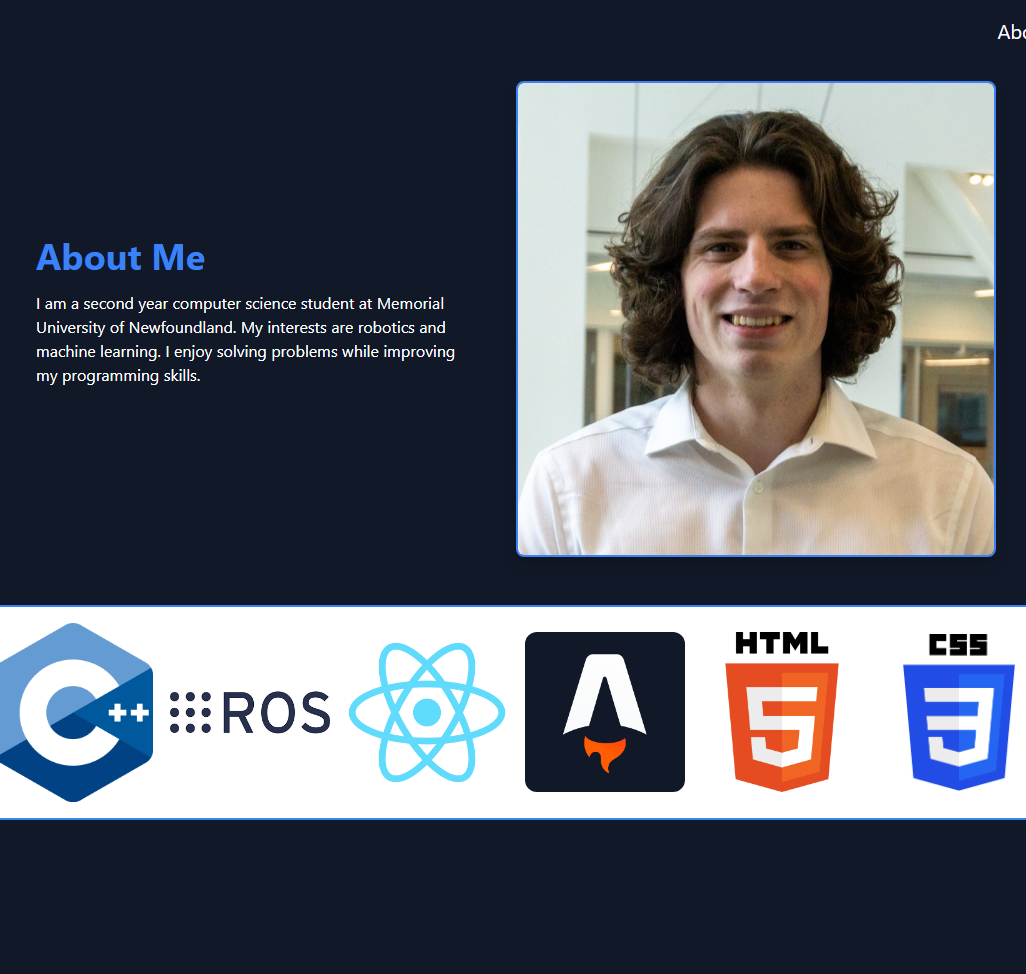 Abo
About Me
I am a second year computer science student at Memorial
University of Newfoundland. My interests are robotics and
machine learning. I enjoy solving problems while improving
my programming skills.
C++
ROS
HTML
5
CSS
3